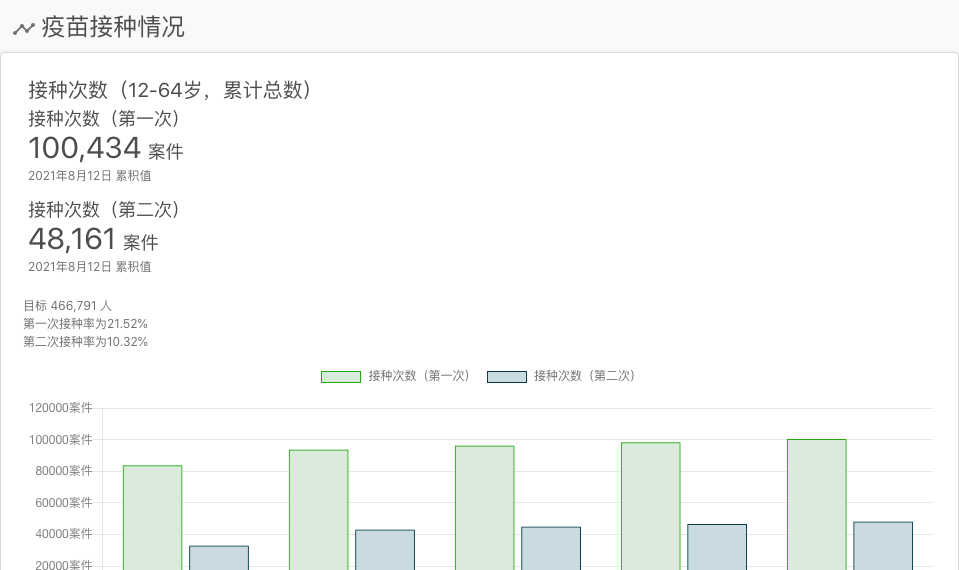 疫苗接种情况
接种次数（12-64岁，累计总数）
接种次数（第一次）
100,434 案件
2021年8月12日 累积值
接种次数（第二次）
48,161 案件
2021年8月12日 累积值
目标 466,791 人
第一次接种率为21.52%
第二次接种率为10.32%
接种次数（第一次） 接种次数（第二次）
120000案件
100000案件
80000案件
60000案件
40000案件
20000案件